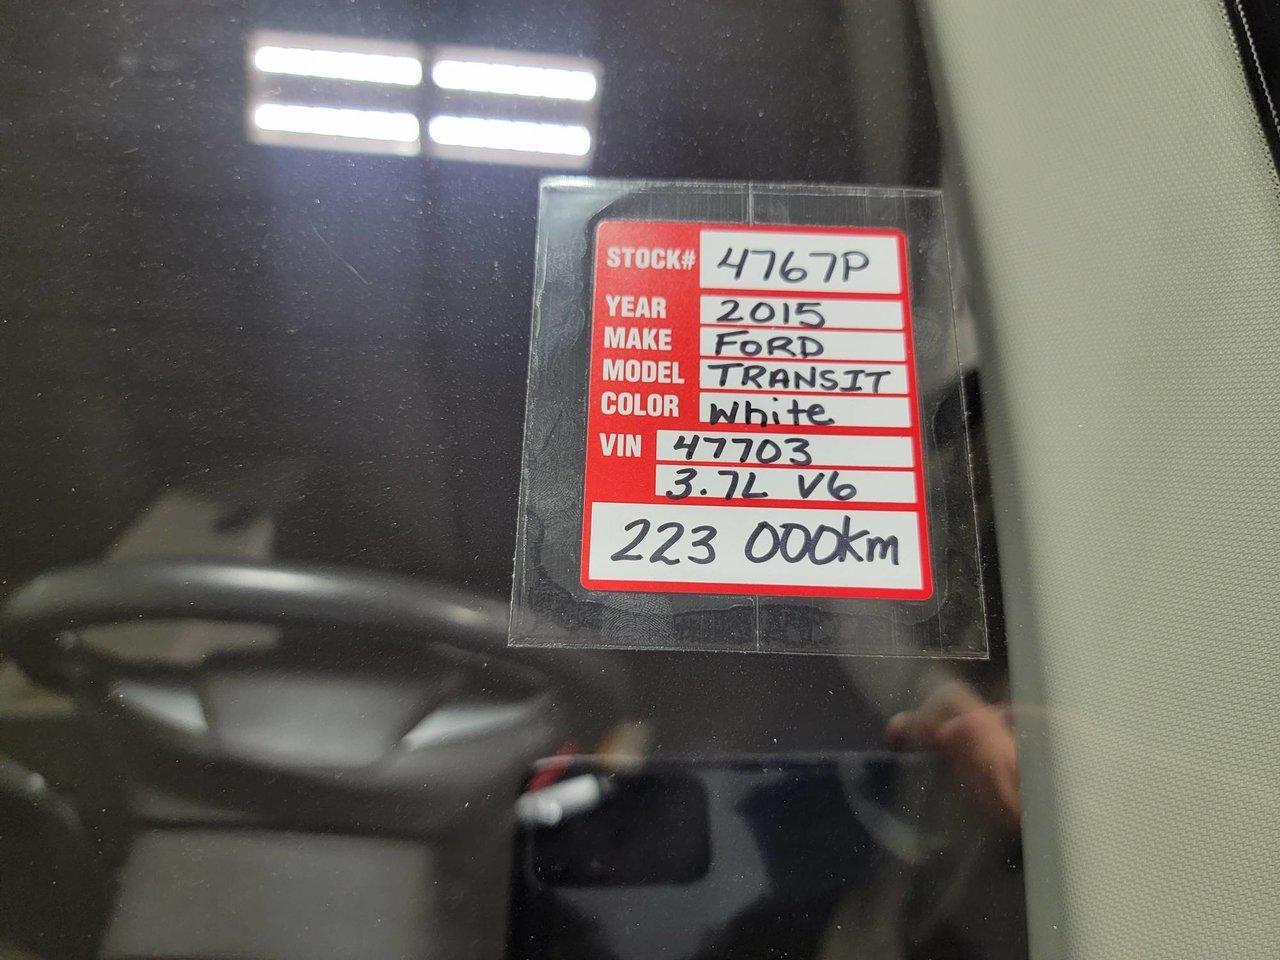 STOCK# 4767P
YEAR 2015
MAKE FORD
MODEL TRANSIT
COLOR White
VIN 47703
3.7L V6
223 000km